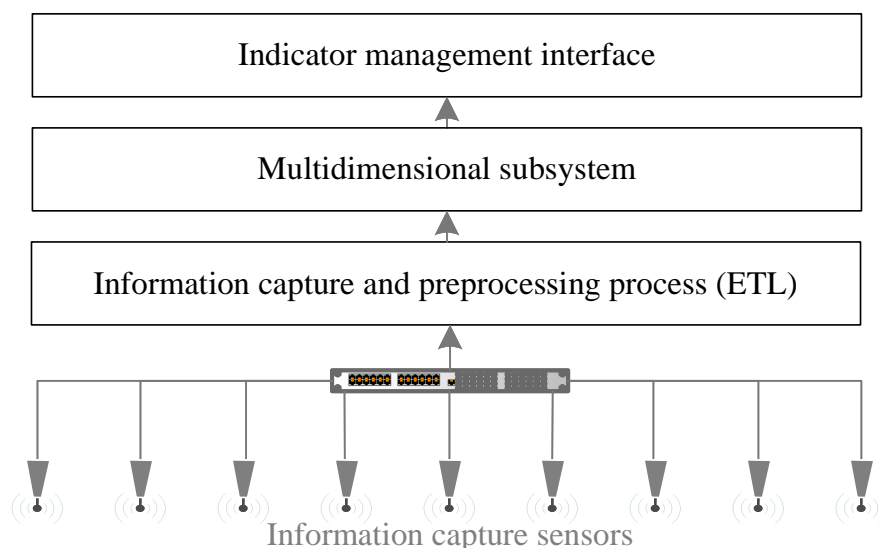 Indicator management interface
Multidimensional subsystem
Information capture and preprocessing process (ETL)
Information capture sensors